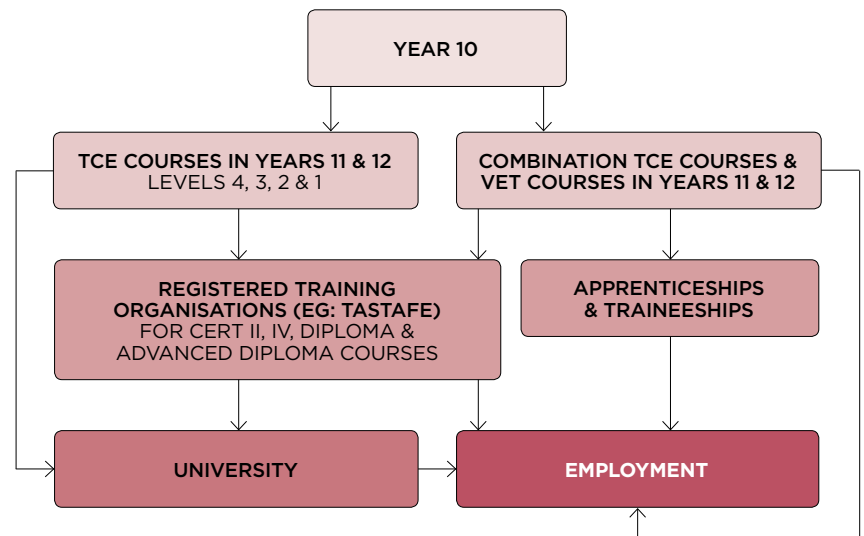 YEAR 10
TCE COURSES IN YEARS 11 & 12
LEVELS 4, 3, 2 & 1
COMBINATION TCE COURSES &
VET COURSES IN YEARS 11 & 12
REGISTERED TRAINING
ORGANISATIONS (EG: TASTAFE)
FOR CERT II, IV, DIPLOMA &
ADVANCED DIPLOMA COURSES
APPRENTICESHIPS
& TRAINEESHIPS
UNIVERSITY
EMPLOYMENT